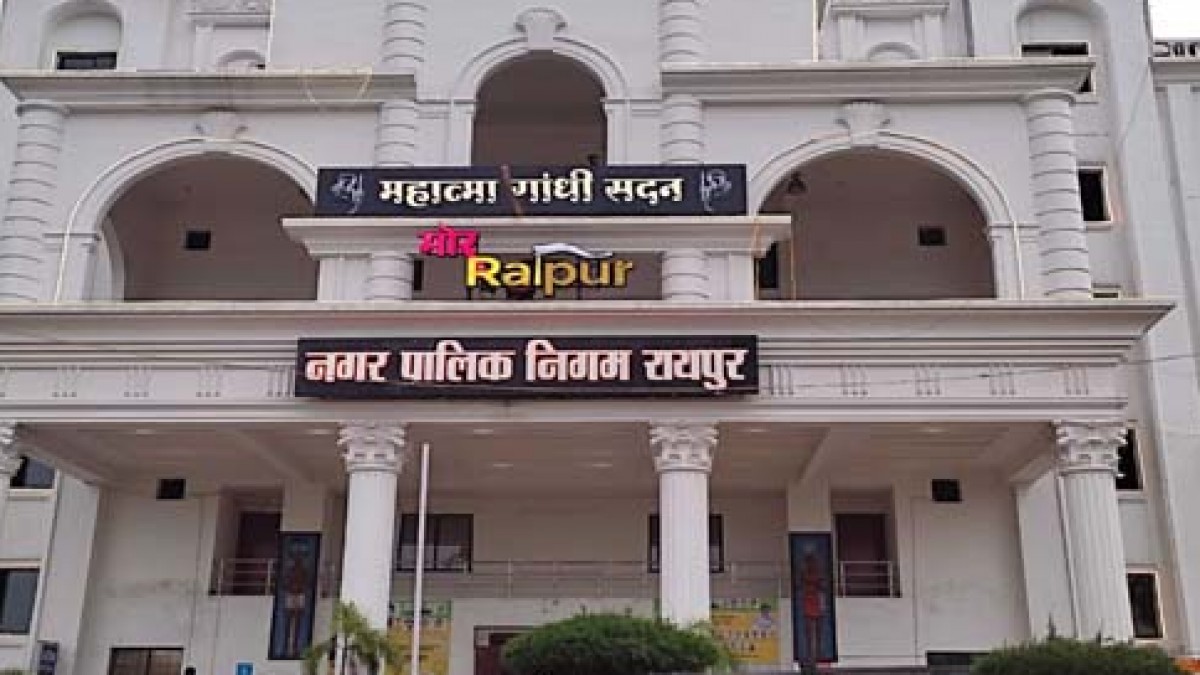 महात्मा गांधी सदन
मोर
Raipur
नगर पालिक निगम रायपुर